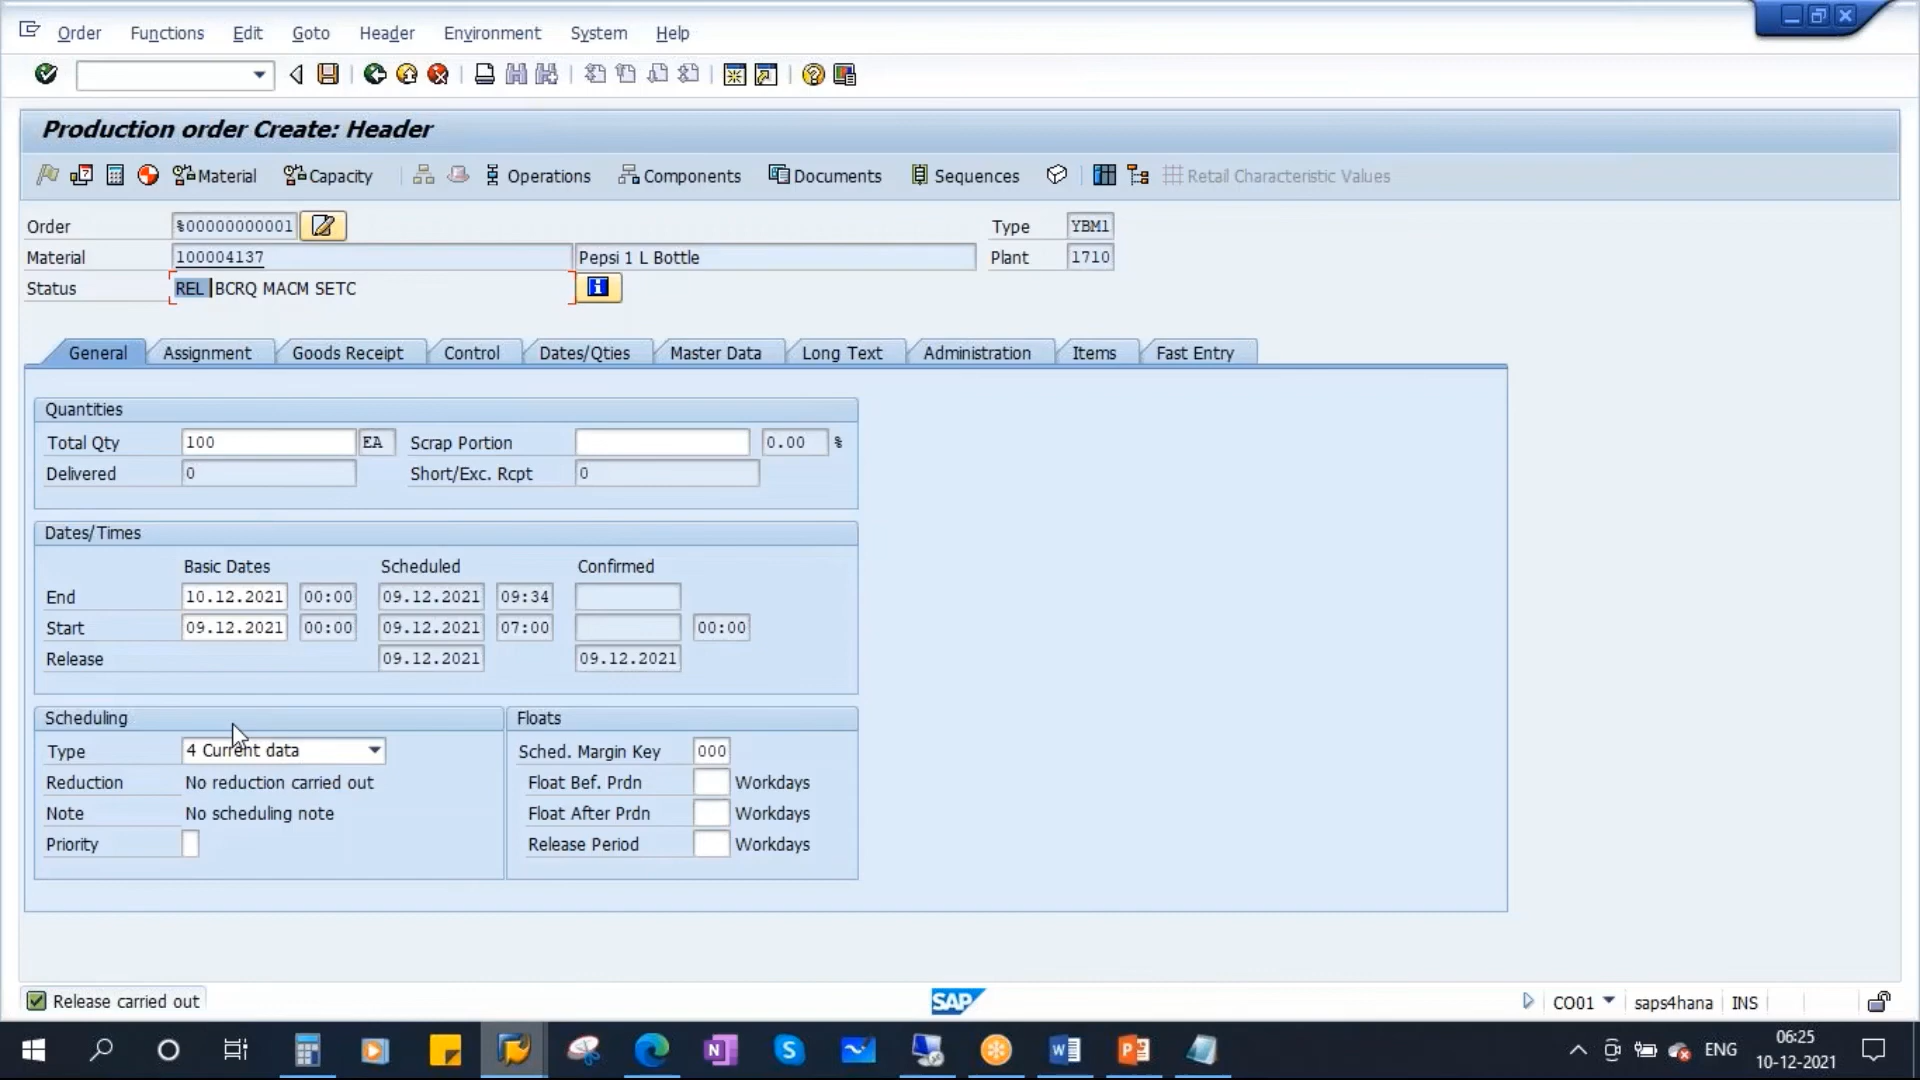 Order Functions Edit Goto Header Environment System Help
Production order Create: Header
Material Capacity Operations Components Documents Sequences Retail Characteristic Values
Order %00000000001 Type YBM1
Material 100004137 Pepsi 1 L Bottle Plant 1710
Status REL BCRQ MACM SETC
General Assignment Goods Receipt Control Dates/Qties Master Data Long Text Administration Items Fast Entry
Quantities
Total Qty 100 EA Scrap Portion 0.00 %
Delivered 0 Short/Exc. Rcpt 0
Dates/Times
Basic Dates Scheduled Confirmed
End 10.12.2021 00:00 09.12.2021 09:34
Start 09.12.2021 00:00 09.12.2021 07:00 00:00
Release 09.12.2021 09.12.2021
Scheduling Floats
Type 4 Current data Sched. Margin Key 000
Reduction No reduction carried out Float Bef. Prdn Workdays
Note No scheduling note Float After Prdn Workdays
Priority Release Period Workdays
Release carried out SAP CO01 saps4hana INS
ENG 06:25
10-12-2021